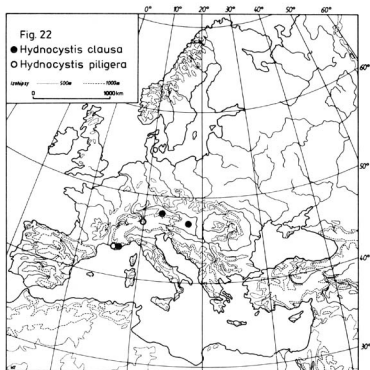 0° 10° 20° 30° 40° 50° 60°
Fig. 22
Hydnocystis clausa
Hydnocystis piligera
500m 1000m
0 1000km
60°
50°
40°
30°